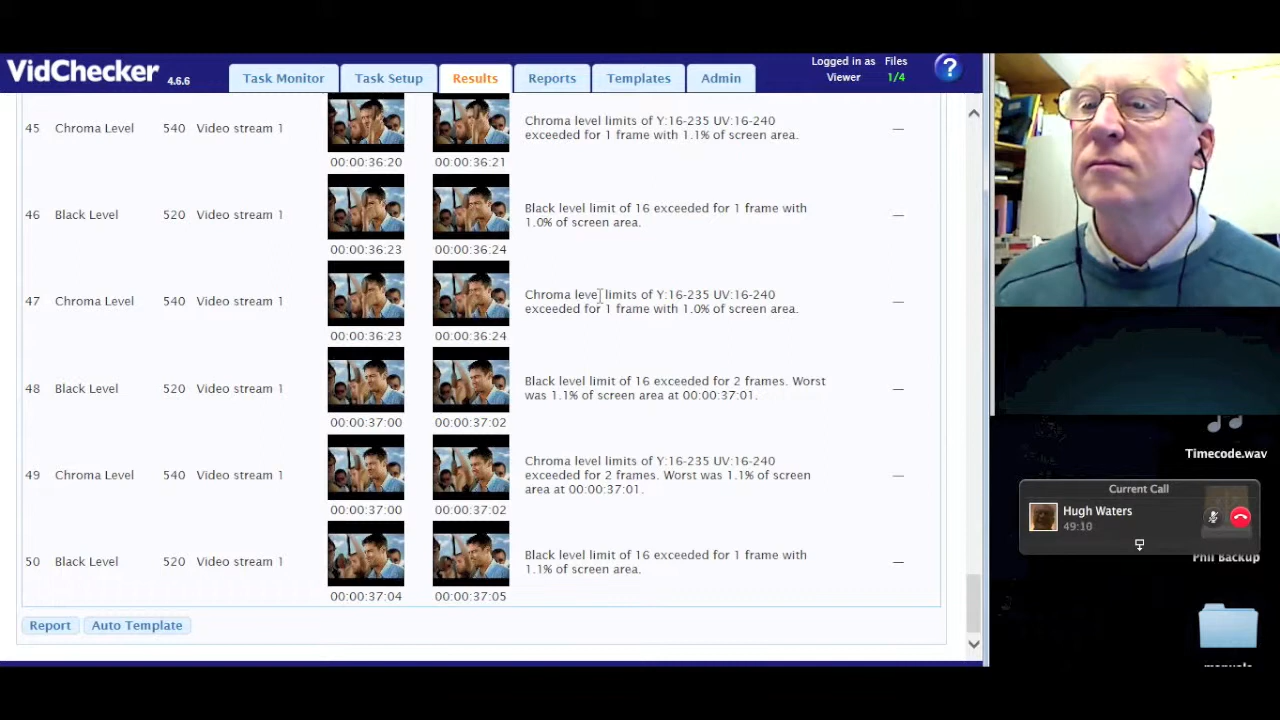 VidChecker 4.6.6
Task Monitor
Task Setup
Results
Reports
Templates
Admin
Logged in as
Viewer
Files
1/4
?
45 Chroma Level 540 Video stream 1
00:00:36:20 00:00:36:21
Chroma level limits of Y:16-235 UV:16-240
exceeded for 1 frame with 1.1% of screen area.
—
46 Black Level 520 Video stream 1
00:00:36:23 00:00:36:24
Black level limit of 16 exceeded for 1 frame with
1.0% of screen area.
—
47 Chroma Level 540 Video stream 1
00:00:36:23 00:00:36:24
Chroma level limits of Y:16-235 UV:16-240
exceeded for 1 frame with 1.0% of screen area.
—
48 Black Level 520 Video stream 1
00:00:37:00 00:00:37:02
Black level limit of 16 exceeded for 2 frames. Worst
was 1.1% of screen area at 00:00:37:01.
—
49 Chroma Level 540 Video stream 1
00:00:37:00 00:00:37:02
Chroma level limits of Y:16-235 UV:16-240
exceeded for 2 frames. Worst was 1.1% of screen
area at 00:00:37:01.
—
50 Black Level 520 Video stream 1
00:00:37:04 00:00:37:05
Black level limit of 16 exceeded for 1 frame with
1.1% of screen area.
—
Report
Auto Template
Timecode.wav
Current Call
Hugh Waters
49:10
Phil Backup